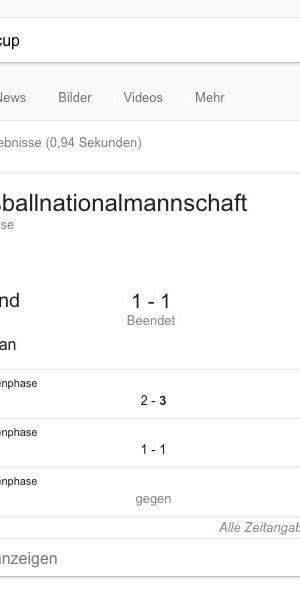 cup
News Bilder Videos Mehr
ebnisse (0,94 Sekunden)
ballnationalmannschaft
se
nd 1 - 1
Beendet
an
enphase
2 - 3
enphase
1 - 1
enphase
gegen
Alle Zeitangab
anzeigen